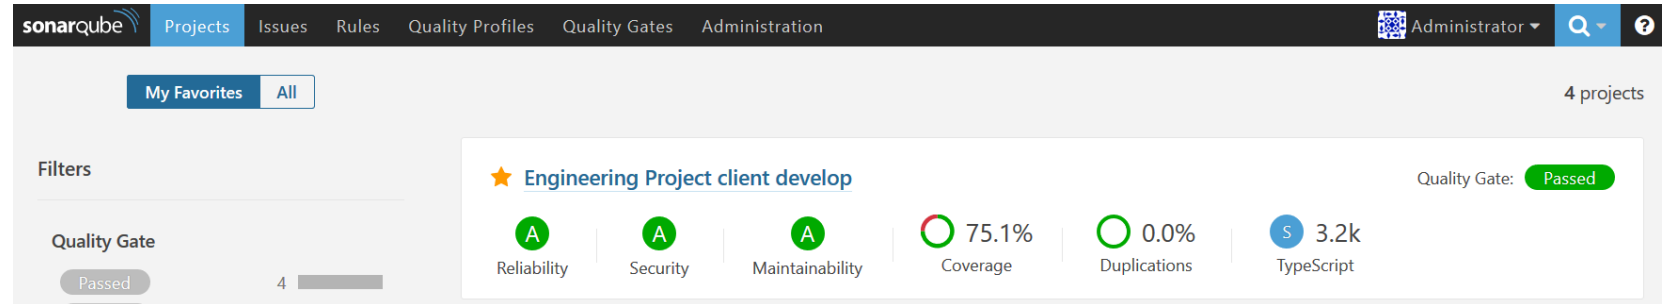 sonarqube Projects Issues Rules Quality Profiles Quality Gates Administration Administrator ?
My Favorites All
4 projects
Filters
Quality Gate
Passed 4
Engineering Project client develop
Quality Gate: Passed
A A A 75.1% 0.0% S 3.2k
Reliability Security Maintainability Coverage Duplications TypeScript